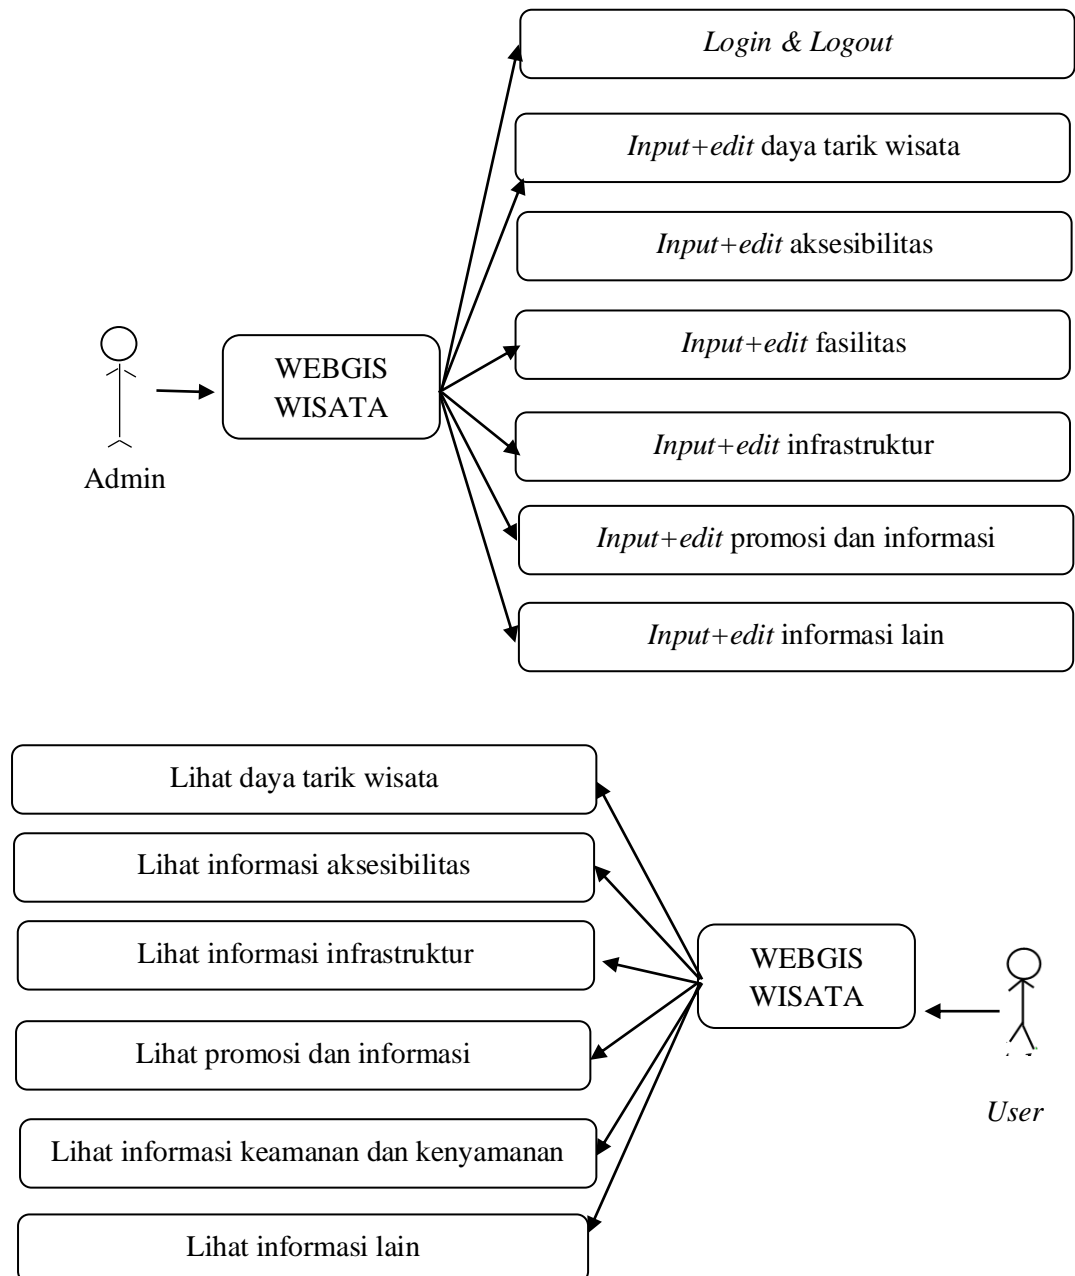 Login & Logout
Input+edit daya tarik wisata
Input+edit aksesibilitas
Input+edit fasilitas
WEBGIS
WISATA
Input+edit infrastruktur
Admin
Input+edit promosi dan informasi
Input+edit informasi lain
Lihat daya tarik wisata
Lihat informasi aksesibilitas
Lihat informasi infrastruktur
WEBGIS
WISATA
Lihat promosi dan informasi
User
Lihat informasi keamanan dan kenyamanan
Lihat informasi lain